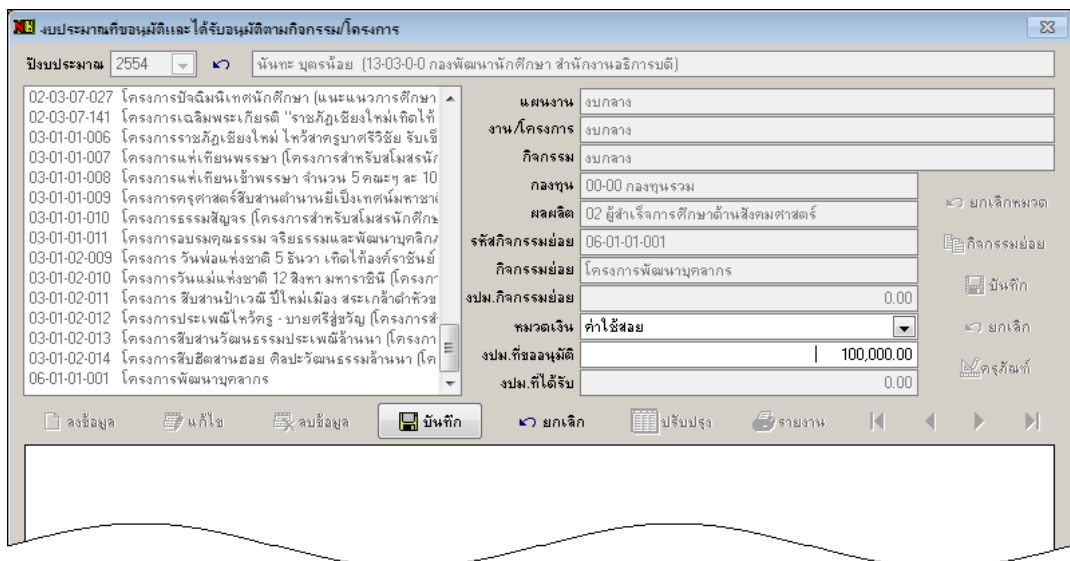 งบประมาณที่ขออนุมัติและได้รับอนุมัติตามกิจกรรม/โครงการ
ปีงบประมาณ 2554 นันทะ บุตรน้อย (13-03-0-0 กองพัฒนานักศึกษา สำนักงานอธิการบดี)
02-03-07-027 โครงการปัจฉิมนิเทศนักศึกษา (แนะแนวการศึกษา
02-03-07-141 โครงการเฉลิมพระเกียรติ "ราชภัฏเชียงใหม่เทิดไท้
03-01-01-006 โครงการราชภัฏเชียงใหม่ ไหว้สาครูบาศรีวิชัย รับเข็
03-01-01-007 โครงการแห่เทียนพรรษา (โครงการสำหรับสโมสรนัก
03-01-01-008 โครงการแห่เทียนเข้าพรรษา จำนวน 5 คณะๆ ละ 10
03-01-01-009 โครงการครุศาสตร์สืบสานตำนานยี่เป็งเทศน์มหาชาติ
03-01-01-010 โครงการธรรมสัญจร (โครงการสำหรับสโมสรนักศึกษ
03-01-01-011 โครงการอบรมคุณธรรม จริยธรรมและพัฒนาบุคลิกภ
03-01-02-009 โครงการ วันพ่อแห่งชาติ 5 ธันวา เทิดไท้องค์ราชันย์
03-01-02-010 โครงการวันแม่แห่งชาติ 12 สิงหา มหาราชินี (โครงกา
03-01-02-011 โครงการ สืบสานป๋าเวณี ปี๋ใหม่เมือง สระเกล้าดำหัวข
03-01-02-012 โครงการประเพณีไหว้ครู - บายศรีสู่ขวัญ (โครงการสำ
03-01-02-013 โครงการสืบสานวัฒนธรรมประเพณีล้านนา (โครงกา
03-01-02-014 โครงการสืบฮีตสานฮอย ศิลปะวัฒนธรรมล้านนา (โค
06-01-01-001 โครงการพัฒนาบุคลากร
แผนงาน งบกลาง
งาน/โครงการ งบกลาง
กิจกรรม งบกลาง
กองทุน 00-00 กองทุนรวม
ผลผลิต 02 ผู้สำเร็จการศึกษาด้านสังคมศาสตร์
รหัสกิจกรรมย่อย 06-01-01-001
กิจกรรมย่อย โครงการพัฒนาบุคลากร
งปม.กิจกรรมย่อย 0.00
หมวดเงิน ค่าใช้สอย
งปม.ที่ขออนุมัติ 100,000.00
งปม.ที่ได้รับ 0.00
ยกเลิกหมวด
กิจกรรมย่อย
บันทึก
ยกเลิก
ครุภัณฑ์
ลงข้อมูล แก้ไข ลบข้อมูล บันทึก ยกเลิก ปรับปรุง รายงาน